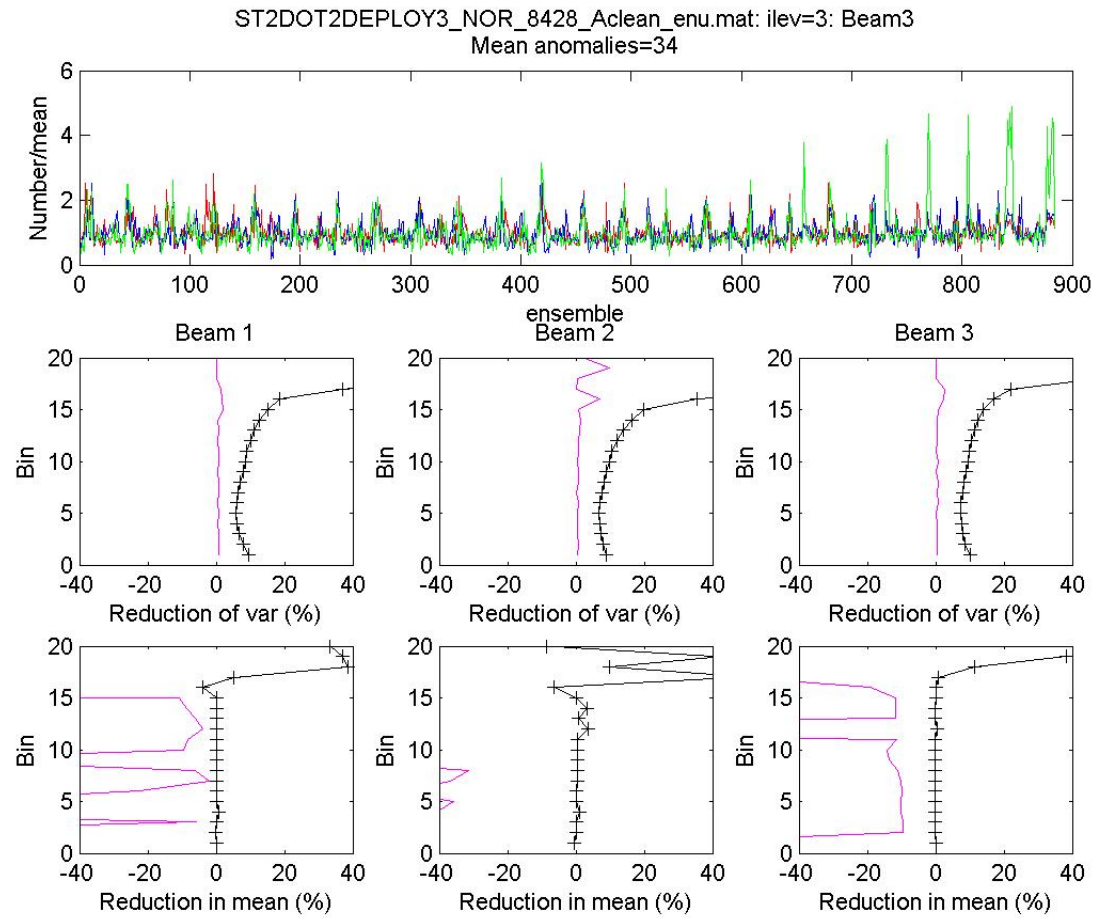 ST2DOT2DEPLOY3_NOR_8428_Aclean_enu.mat: ilev=3: Beam3
Mean anomalies=34
Number/mean
6
4
2
0
0 100 200 300 400 500 600 700 800 900
ensemble
Beam 1 Beam 2 Beam 3
Bin Bin Bin
20 20 20
15 15 15
10 10 10
5 5 5
0 0 0
-40 -20 0 20 40 -40 -20 0 20 40 -40 -20 0 20 40
Reduction of var (%) Reduction of var (%) Reduction of var (%)
Bin Bin Bin
20 20 20
15 15 15
10 10 10
5 5 5
0 0 0
-40 -20 0 20 40 -40 -20 0 20 40 -40 -20 0 20 40
Reduction in mean (%) Reduction in mean (%) Reduction in mean (%)